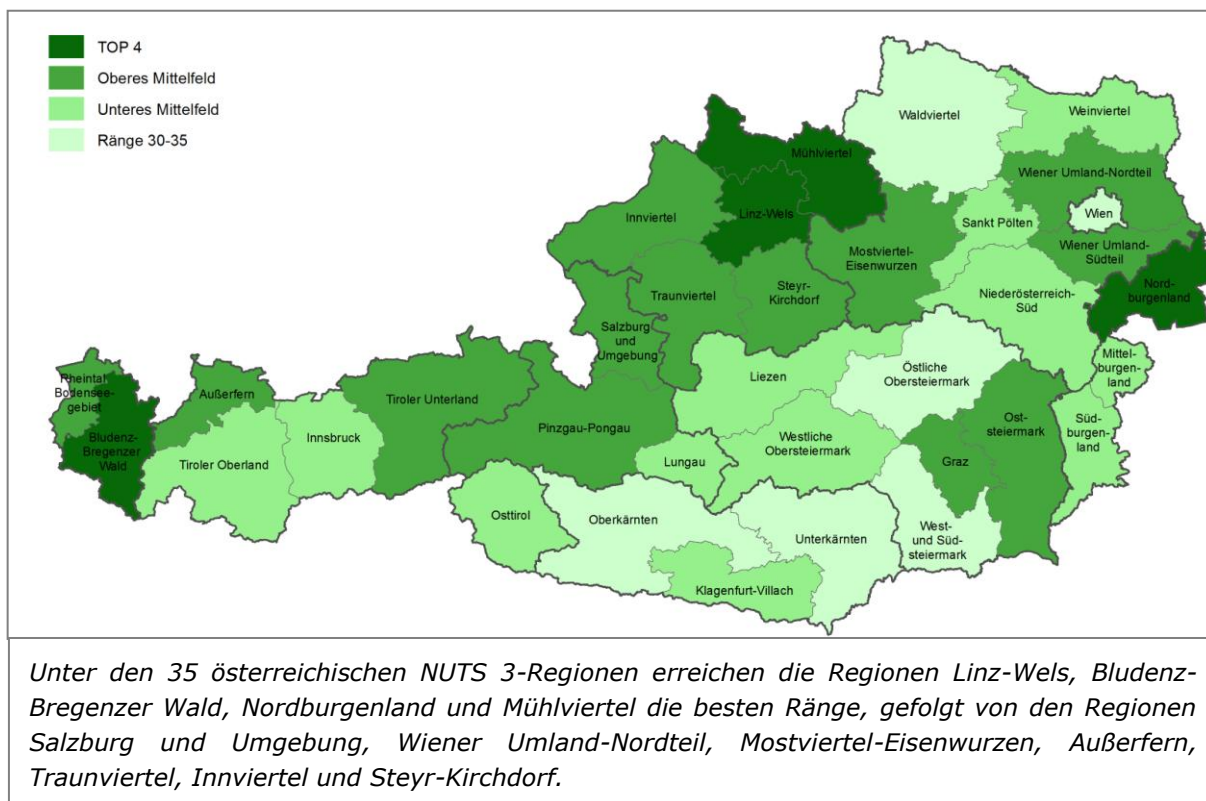 TOP 4
Oberes Mittelfeld
Unteres Mittelfeld
Ränge 30-35
Waldviertel
Weinviertel
Mühlviertel
Wiener Umland-Nordteil
Innviertel
Linz-Wels
Sankt Pölten
Wien
Mostviertel-
Eisenwurzen
Wiener Umland-
Südteil
Nord-
burgenland
Traunviertel
Steyr-
Kirchdorf
Niederösterreich-
Süd
Salzburg
und
Umgebung
Mittel-
burgen-
land
Rheintal
Bodensee-
gebiet
Außerfern
Tiroler Unterland
Liezen
Östliche
Obersteiermark
Bludenz-
Bregenzer
Wald
Tiroler Oberland
Innsbruck
Pinzgau-Pongau
Westliche
Obersteiermark
Ost-
steiermark
Süd-
burgen-
land
Lungau
Graz
Osttirol
Oberkärnten
Unterkärnten
West-
und Süd-
steiermark
Klagenfurt-Villach
Unter den 35 österreichischen NUTS 3-Regionen erreichen die Regionen Linz-Wels, Bludenz-
Bregenzer Wald, Nordburgenland und Mühlviertel die besten Ränge, gefolgt von den Regionen
Salzburg und Umgebung, Wiener Umland-Nordteil, Mostviertel-Eisenwurzen, Außerfern,
Traunviertel, Innviertel und Steyr-Kirchdorf.